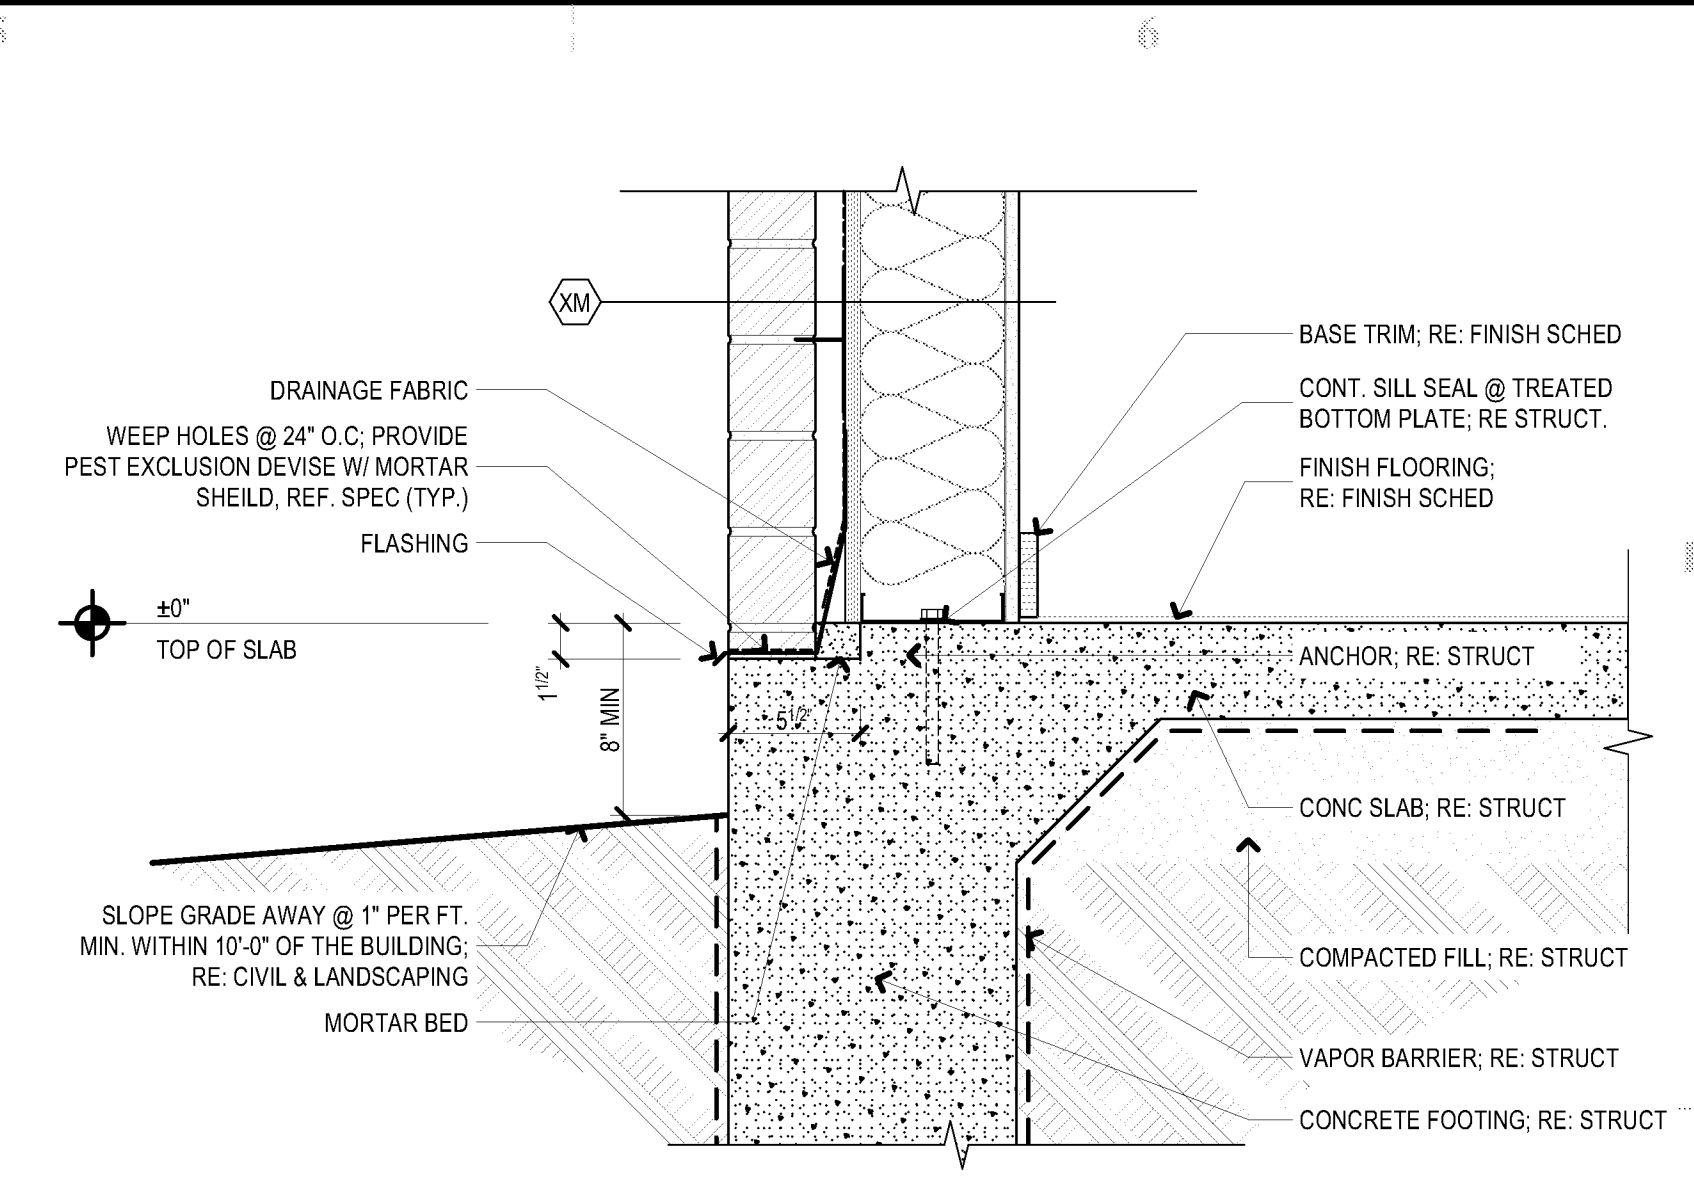 6
XM
DRAINAGE FABRIC
WEEP HOLES @ 24" O.C; PROVIDE
PEST EXCLUSION DEVISE W/ MORTAR
SHEILD, REF. SPEC (TYP.)
FLASHING
±0"
TOP OF SLAB
1 1/2"
8" MIN
5 1/2"
SLOPE GRADE AWAY @ 1" PER FT.
MIN. WITHIN 10'-0" OF THE BUILDING;
RE: CIVIL & LANDSCAPING
MORTAR BED
BASE TRIM; RE: FINISH SCHED
CONT. SILL SEAL @ TREATED
BOTTOM PLATE; RE STRUCT.
FINISH FLOORING;
RE: FINISH SCHED
ANCHOR; RE: STRUCT
CONC SLAB; RE: STRUCT
COMPACTED FILL; RE: STRUCT
VAPOR BARRIER; RE: STRUCT
CONCRETE FOOTING; RE: STRUCT